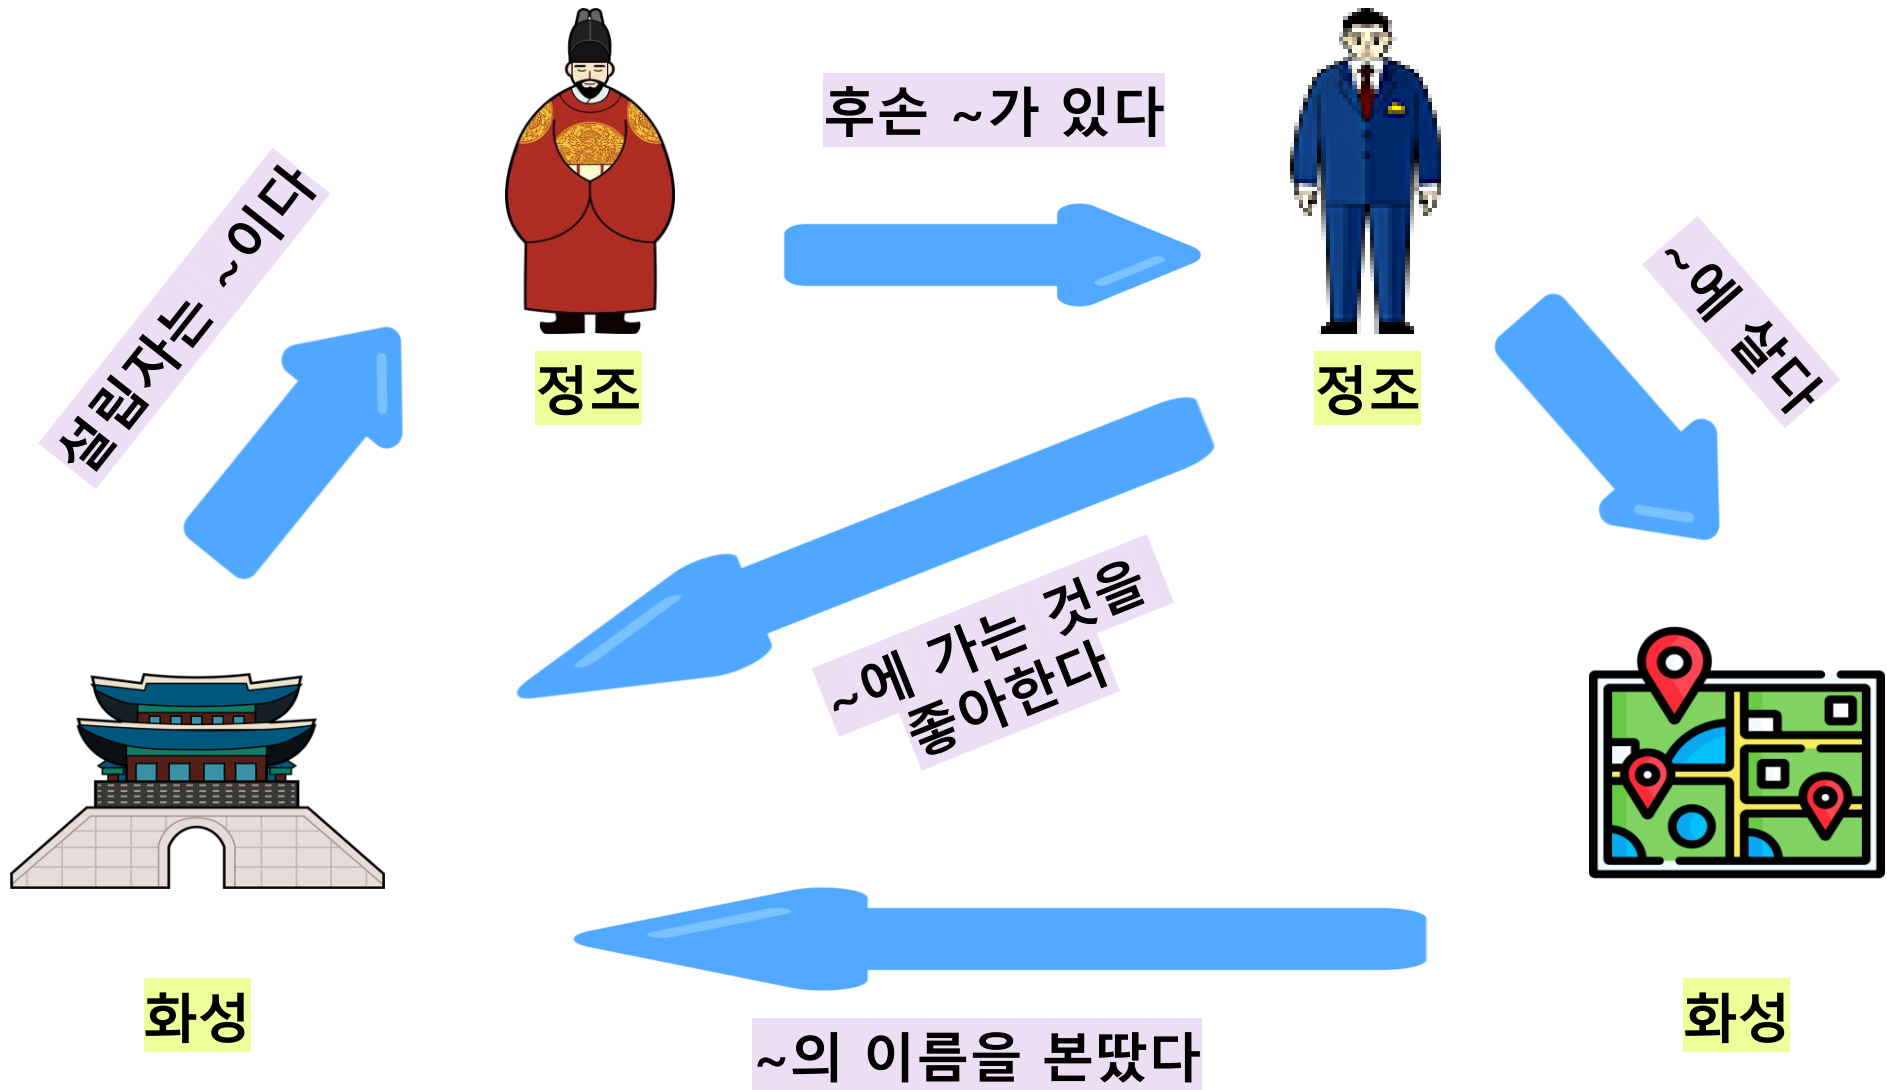 후손 ~가 있다
설립자는 ~이다
~에 살다
정조
정조
~에 가는 것을
좋아한다
화성
화성
~의 이름을 본땄다